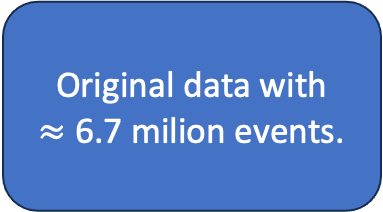 Original data with
≈ 6.7 milion events.